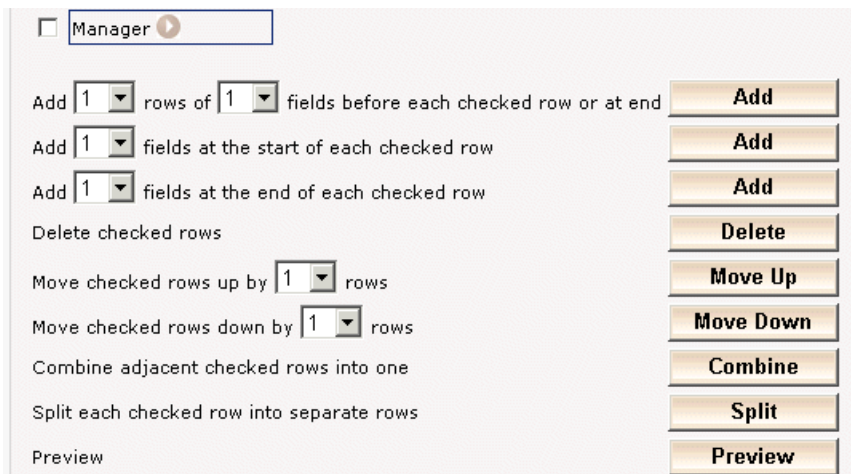 Manager
Add 1 rows of 1 fields before each checked row or at end Add
Add 1 fields at the start of each checked row Add
Add 1 fields at the end of each checked row Add
Delete checked rows Delete
Move checked rows up by 1 rows Move Up
Move checked rows down by 1 rows Move Down
Combine adjacent checked rows into one Combine
Split each checked row into separate rows Split
Preview Preview